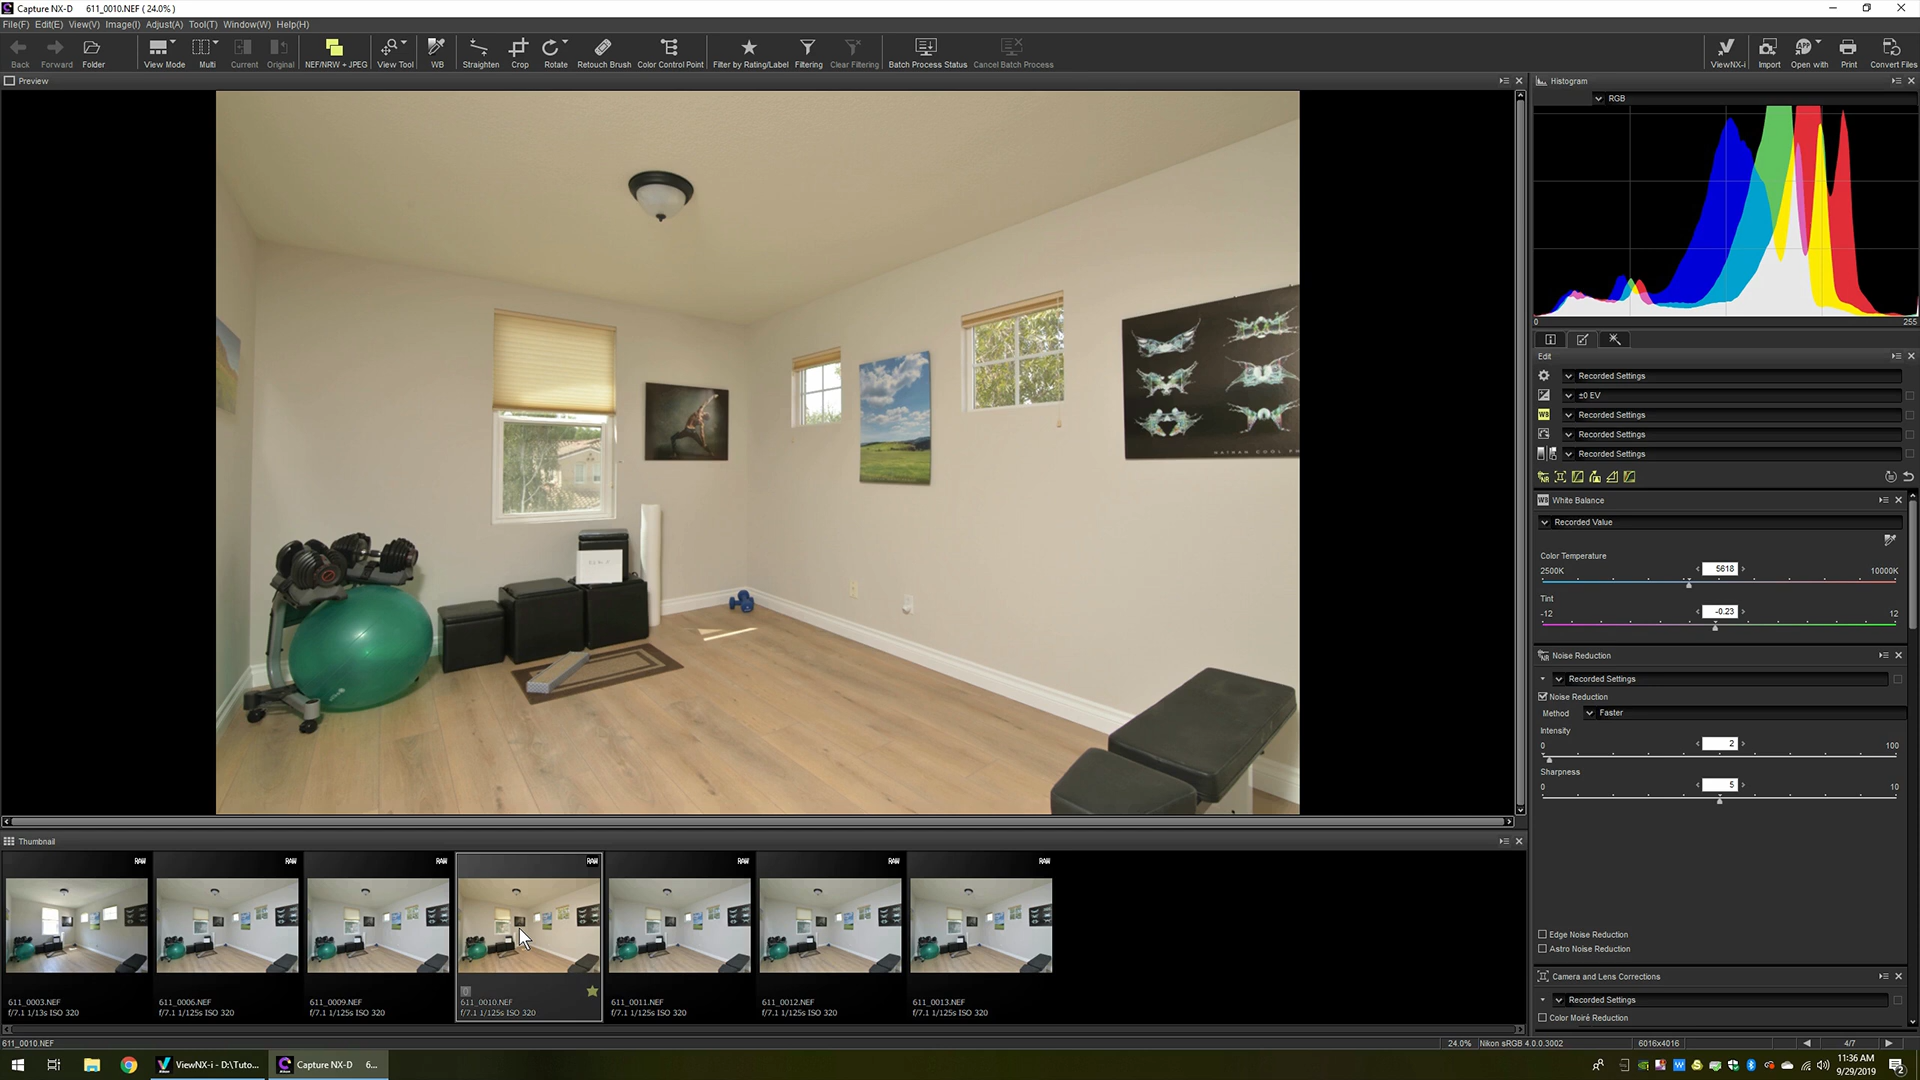 Capture NX-D 611_0010.NEF ( 24.0% )
File(F) Edit(E) View(V) Image(I) Adjust(A) Tool(T) Window(W) Help(H)
Back Forward Folder View Mode Multi Current Original NEF/NRW + JPEG View Tool WB Straighten Crop Rotate Retouch Brush Color Control Point Filter by Rating/Label Filtering Clear Filtering Batch Process Status Cancel Batch Process ViewNX-i Import Open with Print Convert Files
Preview
Histogram
RGB
0 255
Edit
Recorded Settings
±0 EV
WB Recorded Settings
Recorded Settings
Recorded Settings
White Balance
Recorded Value
Color Temperature
2500K 5618 10000K
Tint
-12 -0.23 12
Noise Reduction
Recorded Settings
Noise Reduction
Method Faster
Intensity
0 2 100
Sharpness
0 5 10
Edge Noise Reduction
Astro Noise Reduction
Camera and Lens Corrections
Recorded Settings
Color Moiré Reduction
Thumbnail
RAW RAW RAW RAW RAW RAW RAW
611_0003.NEF 611_0006.NEF 611_0009.NEF 611_0010.NEF 611_0011.NEF 611_0012.NEF 611_0013.NEF
f/7.1 1/13s ISO 320 f/7.1 1/125s ISO 320 f/7.1 1/125s ISO 320 f/7.1 1/125s ISO 320 f/7.1 1/125s ISO 320 f/7.1 1/125s ISO 320 f/7.1 1/125s ISO 320
611_0010.NEF 24.0% Nikon sRGB 4.0.0.3002 6016x4016 4/7
ViewNX-i - D:\Tuto... Capture NX-D 6...
11:36 AM
9/29/2019
NATHAN COOL